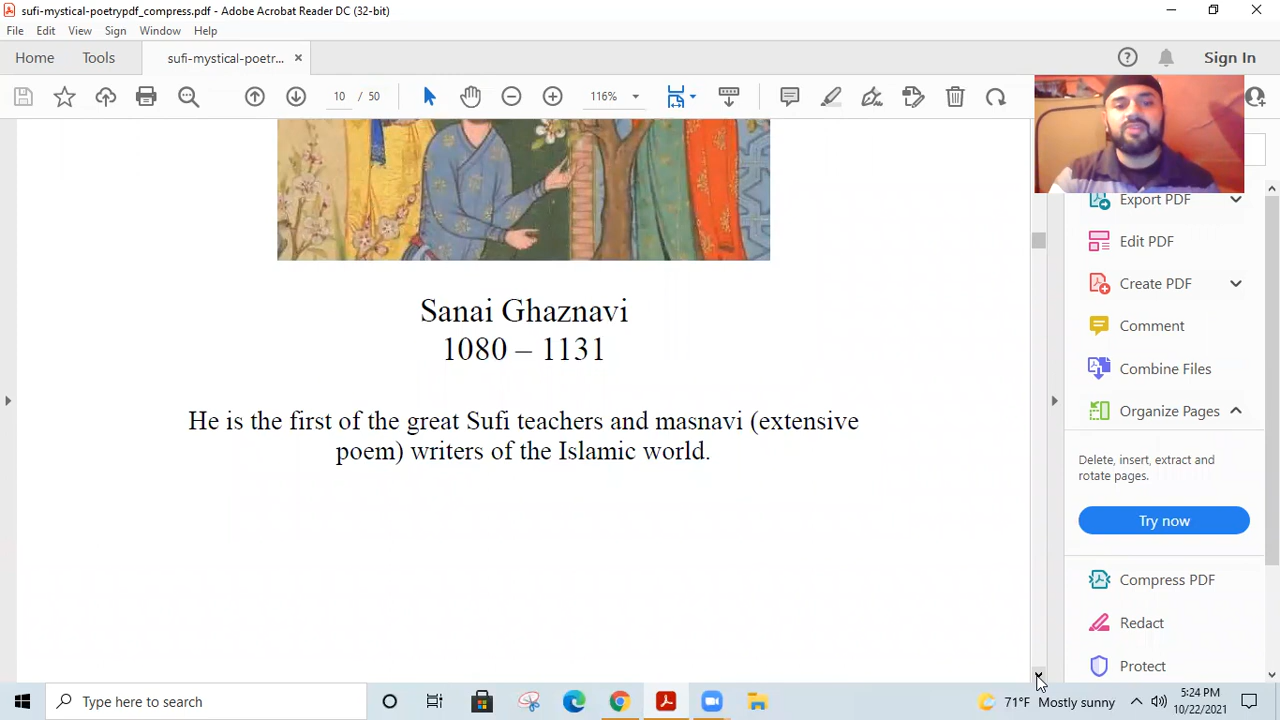 sufi-mystical-poetrypdf_compress.pdf - Adobe Acrobat Reader DC (32-bit)
File Edit View Sign Window Help
Home Tools sufi-mystical-poetr... × Sign In
10 / 50 116%
Export PDF
Edit PDF
Sanai Ghaznavi
Create PDF
1080 – 1131
Comment
Combine Files
He is the first of the great Sufi teachers and masnavi (extensive
poem) writers of the Islamic world.
Organize Pages
Delete, insert, extract and
rotate pages.
Try now
Compress PDF
Redact
Protect
Type here to search
71°F Mostly sunny
5:24 PM
10/22/2021